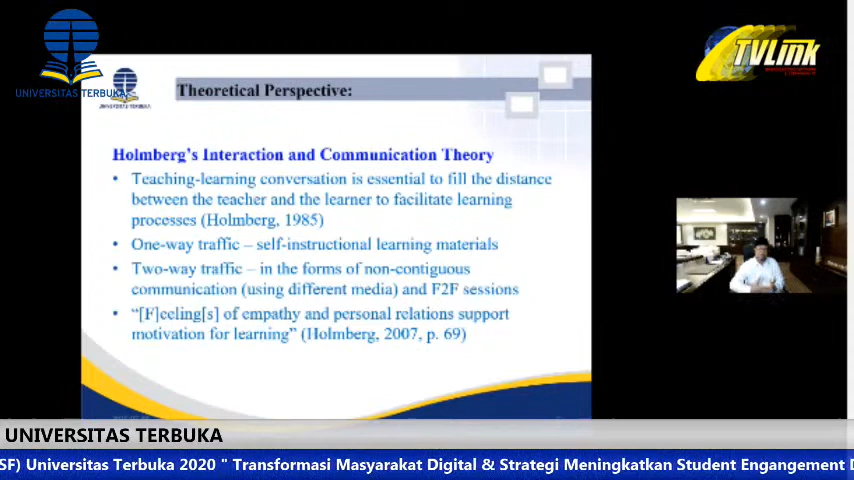 UNIVERSITAS TERBUKA
TVLink
Theoretical Perspective:
Holmberg's Interaction and Communication Theory
• Teaching-learning conversation is essential to fill the distance
between the teacher and the learner to facilitate learning
processes (Holmberg, 1985)
• One-way traffic – self-instructional learning materials
• Two-way traffic – in the forms of non-contiguous
communication (using different media) and F2F sessions
• "[F]eeling[s] of empathy and personal relations support
motivation for learning" (Holmberg, 2007, p. 69)
UNIVERSITAS TERBUKA
SF) Universitas Terbuka 2020 " Transformasi Masyarakat Digital & Strategi Meningkatkan Student Engangement D